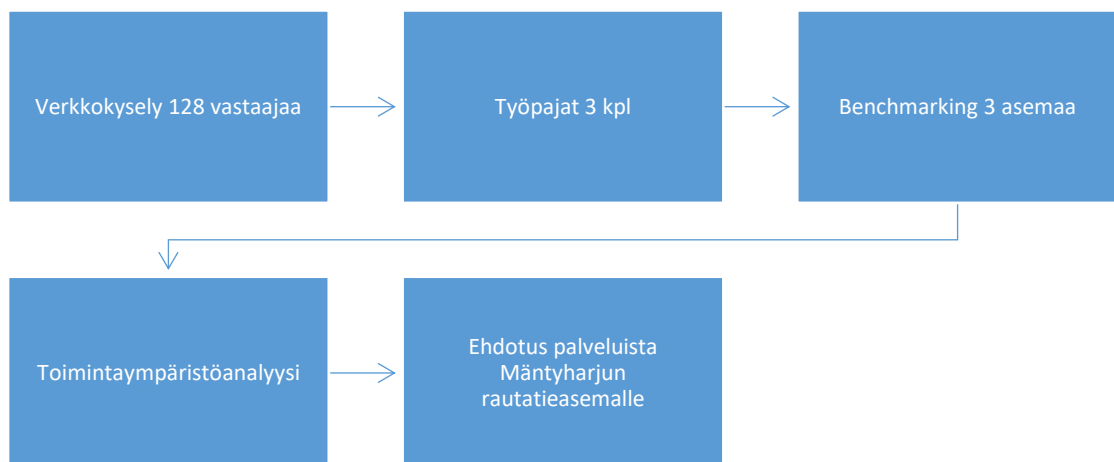 Verkkokysely 128 vastaajaa
Työpajat 3 kpl
Benchmarking 3 asemaa
Toimintaympäristöanalyysi
Ehdotus palveluista
Mäntyharjun
rautatieasemalle